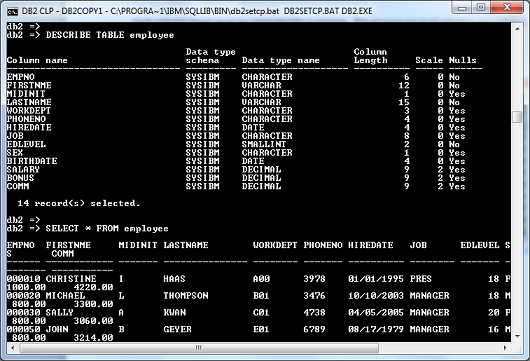 DB2 CLP - DB2COPY1 - C:\PROGRA~1\IBM\SQLLIB\BIN\db2setcp.bat DB2SETCP.BAT DB2.EXE
db2 =>
db2 => DESCRIBE TABLE employee
Data type Column
Column name schema Data type name Length Scale Nulls
EMPNO SYSIBM CHARACTER 6 0 No
FIRSTNME SYSIBM VARCHAR 12 0 No
MIDINIT SYSIBM CHARACTER 1 0 Yes
LASTNAME SYSIBM VARCHAR 15 0 No
WORKDEPT SYSIBM CHARACTER 3 0 Yes
PHONENO SYSIBM CHARACTER 4 0 Yes
HIREDATE SYSIBM DATE 4 0 Yes
JOB SYSIBM CHARACTER 8 0 Yes
EDLEVEL SYSIBM SMALLINT 2 0 No
SEX SYSIBM CHARACTER 1 0 Yes
BIRTHDATE SYSIBM DATE 4 0 Yes
SALARY SYSIBM DECIMAL 9 2 Yes
BONUS SYSIBM DECIMAL 9 2 Yes
COMM SYSIBM DECIMAL 9 2 Yes
14 record(s) selected.
db2 =>
db2 => SELECT * FROM employee
EMPNO FIRSTNME MIDINIT LASTNAME WORKDEPT PHONENO HIREDATE JOB EDLEVEL S
S COMM
000010 CHRISTINE I HAAS A00 3978 01/01/1995 PRES 18 F
1000.00 4220.00
000020 MICHAEL L THOMPSON B01 3476 10/10/2003 MANAGER 18 M
800.00 3300.00
000030 SALLY A KWAN C01 4738 04/05/2005 MANAGER 20 F
800.00 3060.00
000050 JOHN B GEYER E01 6789 08/17/1979 MANAGER 16 M
800.00 3214.00